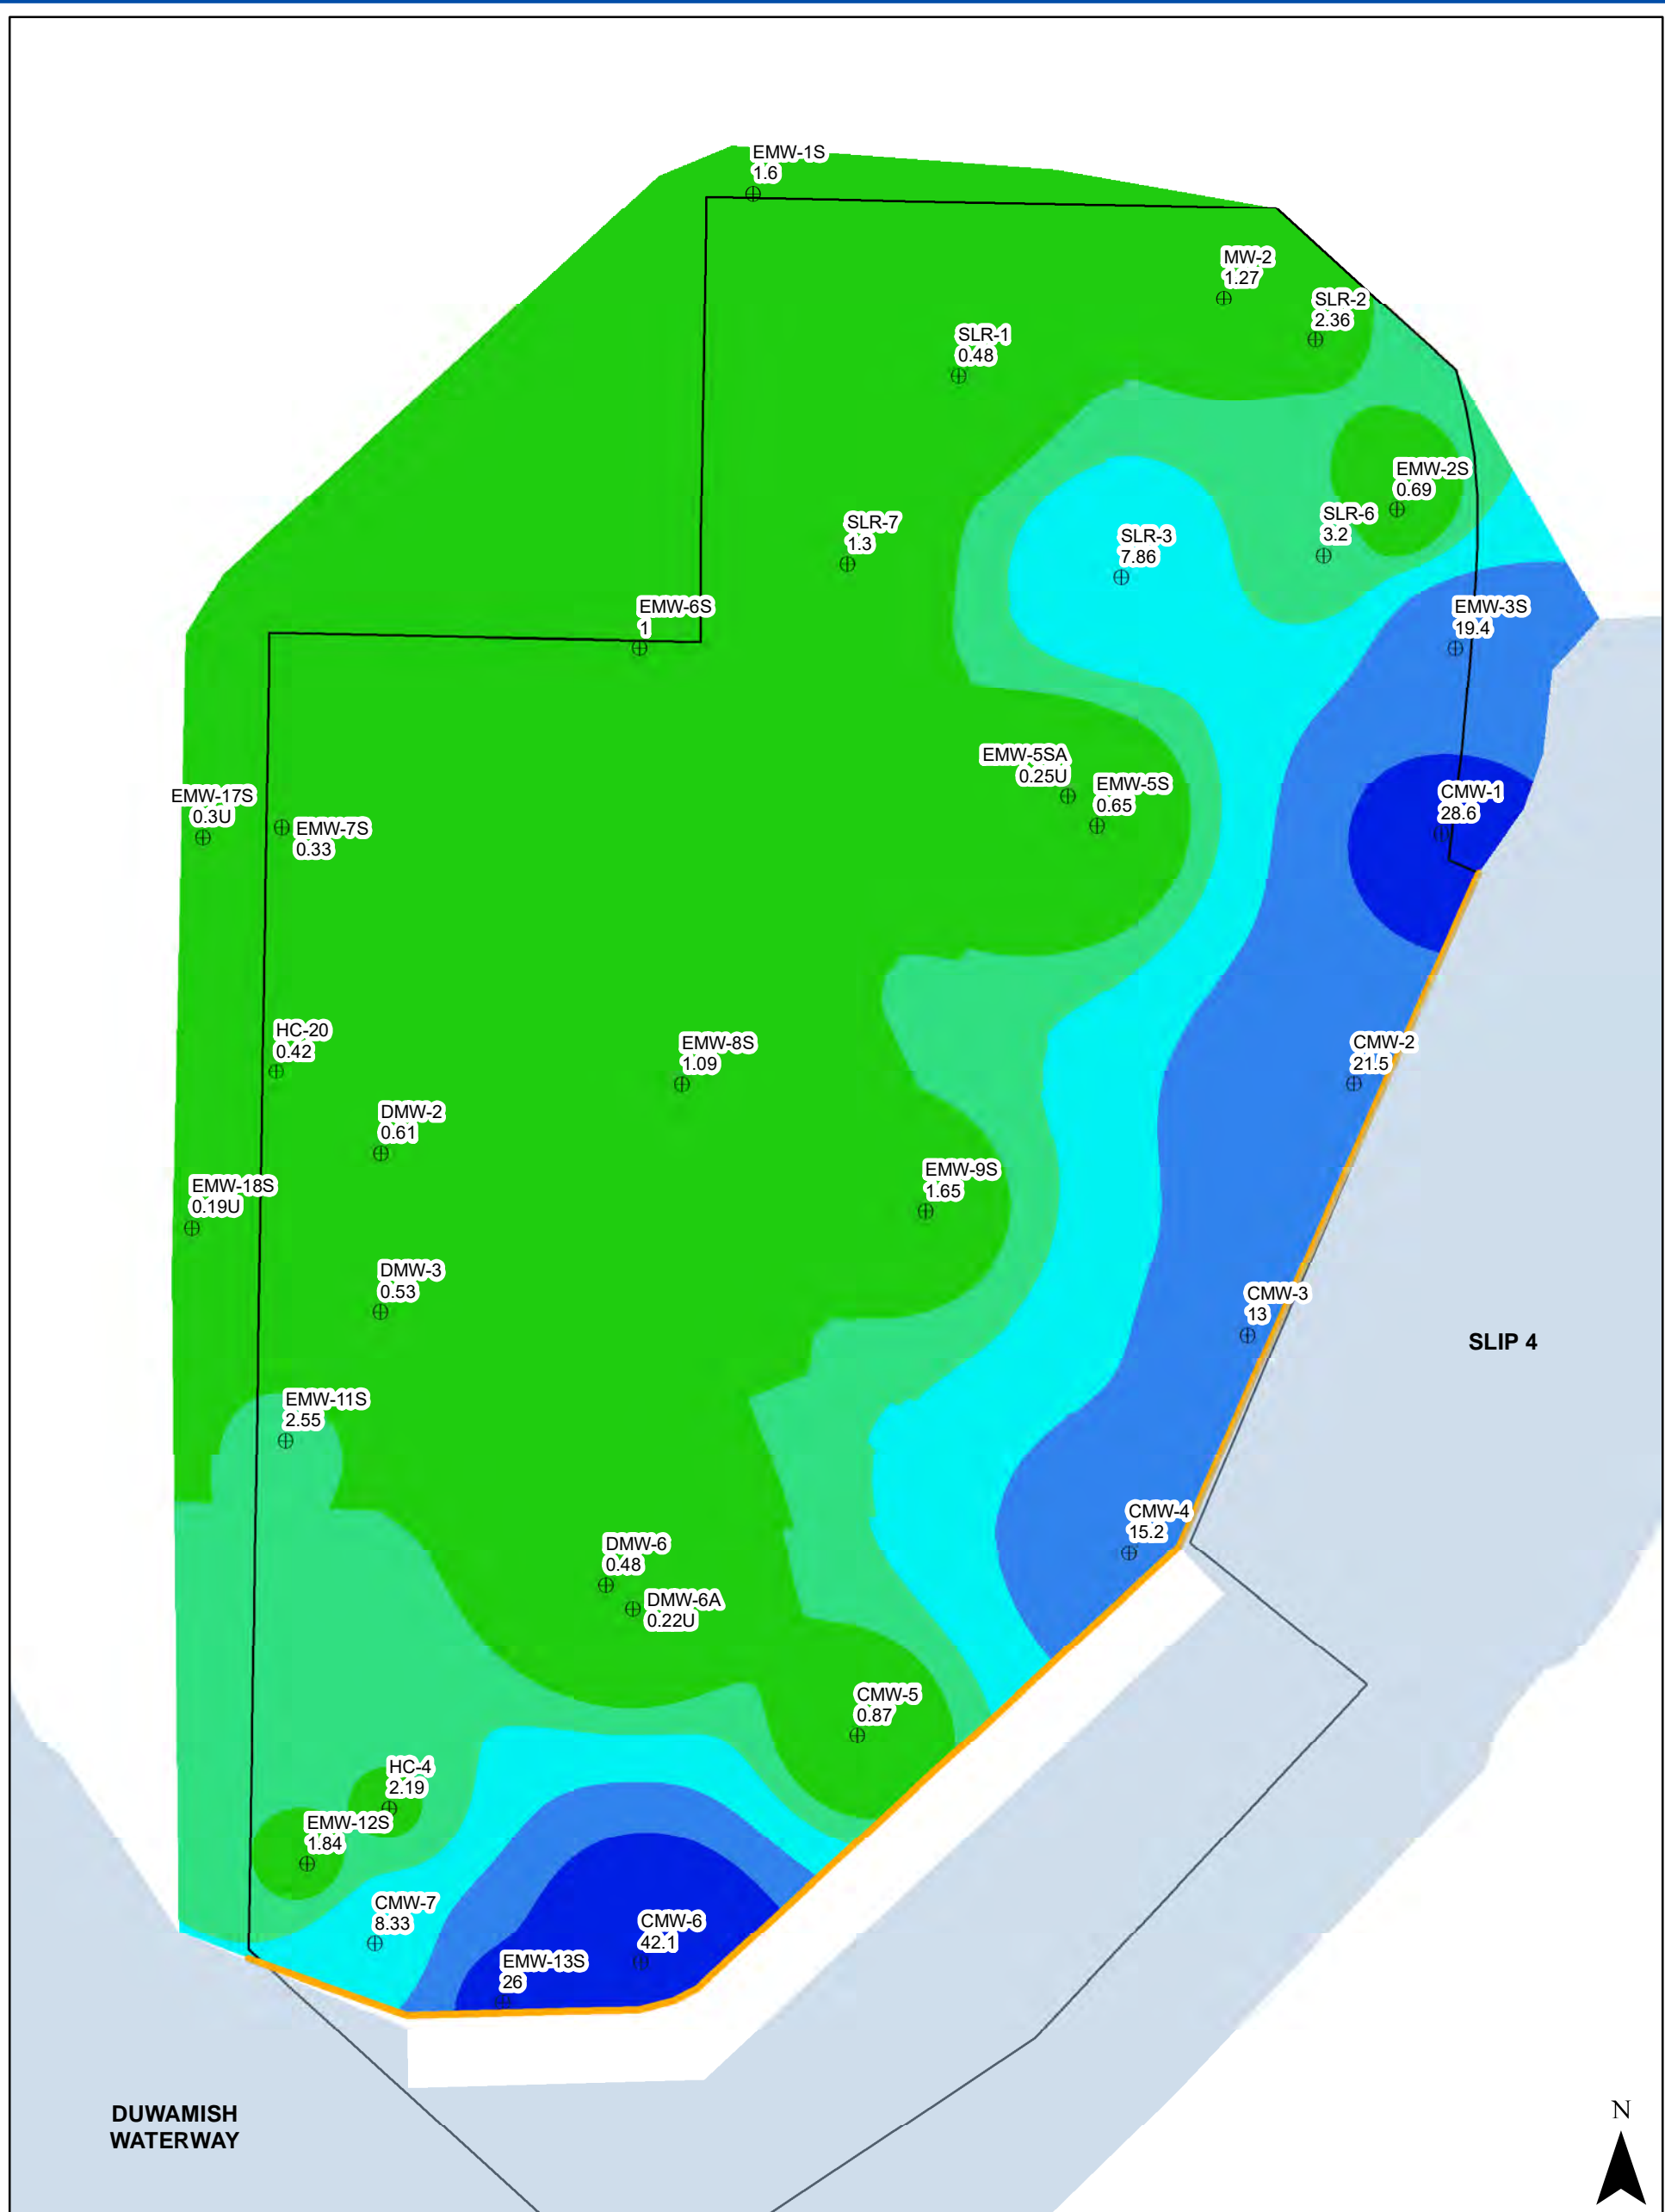 EMW-1S
1.6
MW-2
1.27
SLR-2
2.36
SLR-1
0.48
EMW-2S
0.69
SLR-6
3.2
SLR-7
1.3
SLR-3
7.86
EMW-6S
1
EMW-3S
19.4
EMW-5SA
0.25U
EMW-5S
0.65
CMW-1
28.6
EMW-17S
0.3U
EMW-7S
0.33
HC-20
0.42
EMW-8S
1.09
CMW-2
21.5
DMW-2
0.61
EMW-9S
1.65
EMW-18S
0.19U
DMW-3
0.53
CMW-3
13
SLIP 4
EMW-11S
2.55
CMW-4
15.2
DMW-6
0.48
DMW-6A
0.22U
CMW-5
0.87
HC-4
2.19
EMW-12S
1.84
CMW-7
8.33
CMW-6
42.1
EMW-13S
26
DUWAMISH
WATERWAY
N